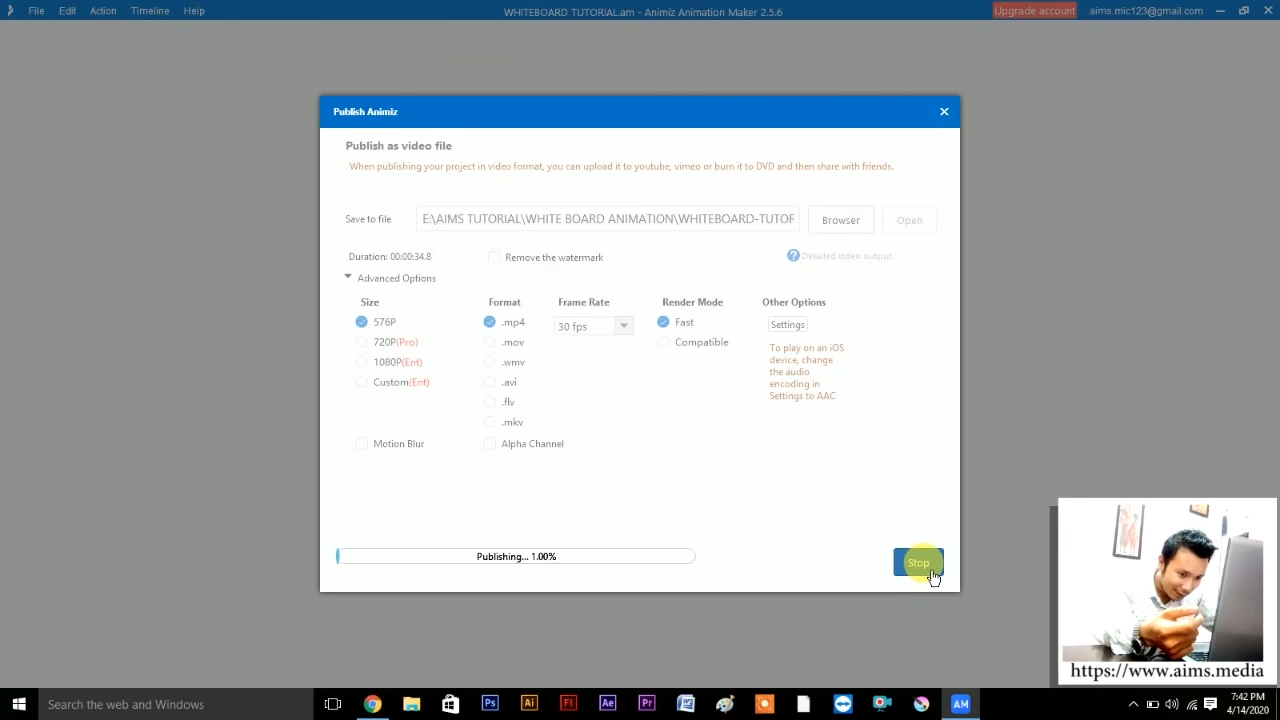 File Edit Action Timeline Help
WHITEBOARD TUTORIAL.am - Animiz Animation Maker 2.5.6
Upgrade account aims.mic123@gmail.com
Publish Animiz
Publish as video file
When publishing your project in video format, you can upload it to youtube, vimeo or burn it to DVD and then share with friends.
Save to file E:\AIMS TUTORIAL\WHITE BOARD ANIMATION\WHITEBOARD-TUTOR Browser Open
Duration: 00:00:34.8 Remove the watermark Detailed video output
Advanced Options
Size Format Frame Rate Render Mode Other Options
576P .mp4 30 fps Fast Settings
720P(Pro) .mov Compatible To play on an iOS
1080P(Ent) .wmv device, change
the audio
Custom(Ent) .avi encoding in
Settings to AAC
.flv
.mkv
Motion Blur Alpha Channel
Publishing... 1.00% Stop
https://www.aims.media
Search the web and Windows Ps Ai Fl Ae Pr AM 7:42 PM
4/14/2020